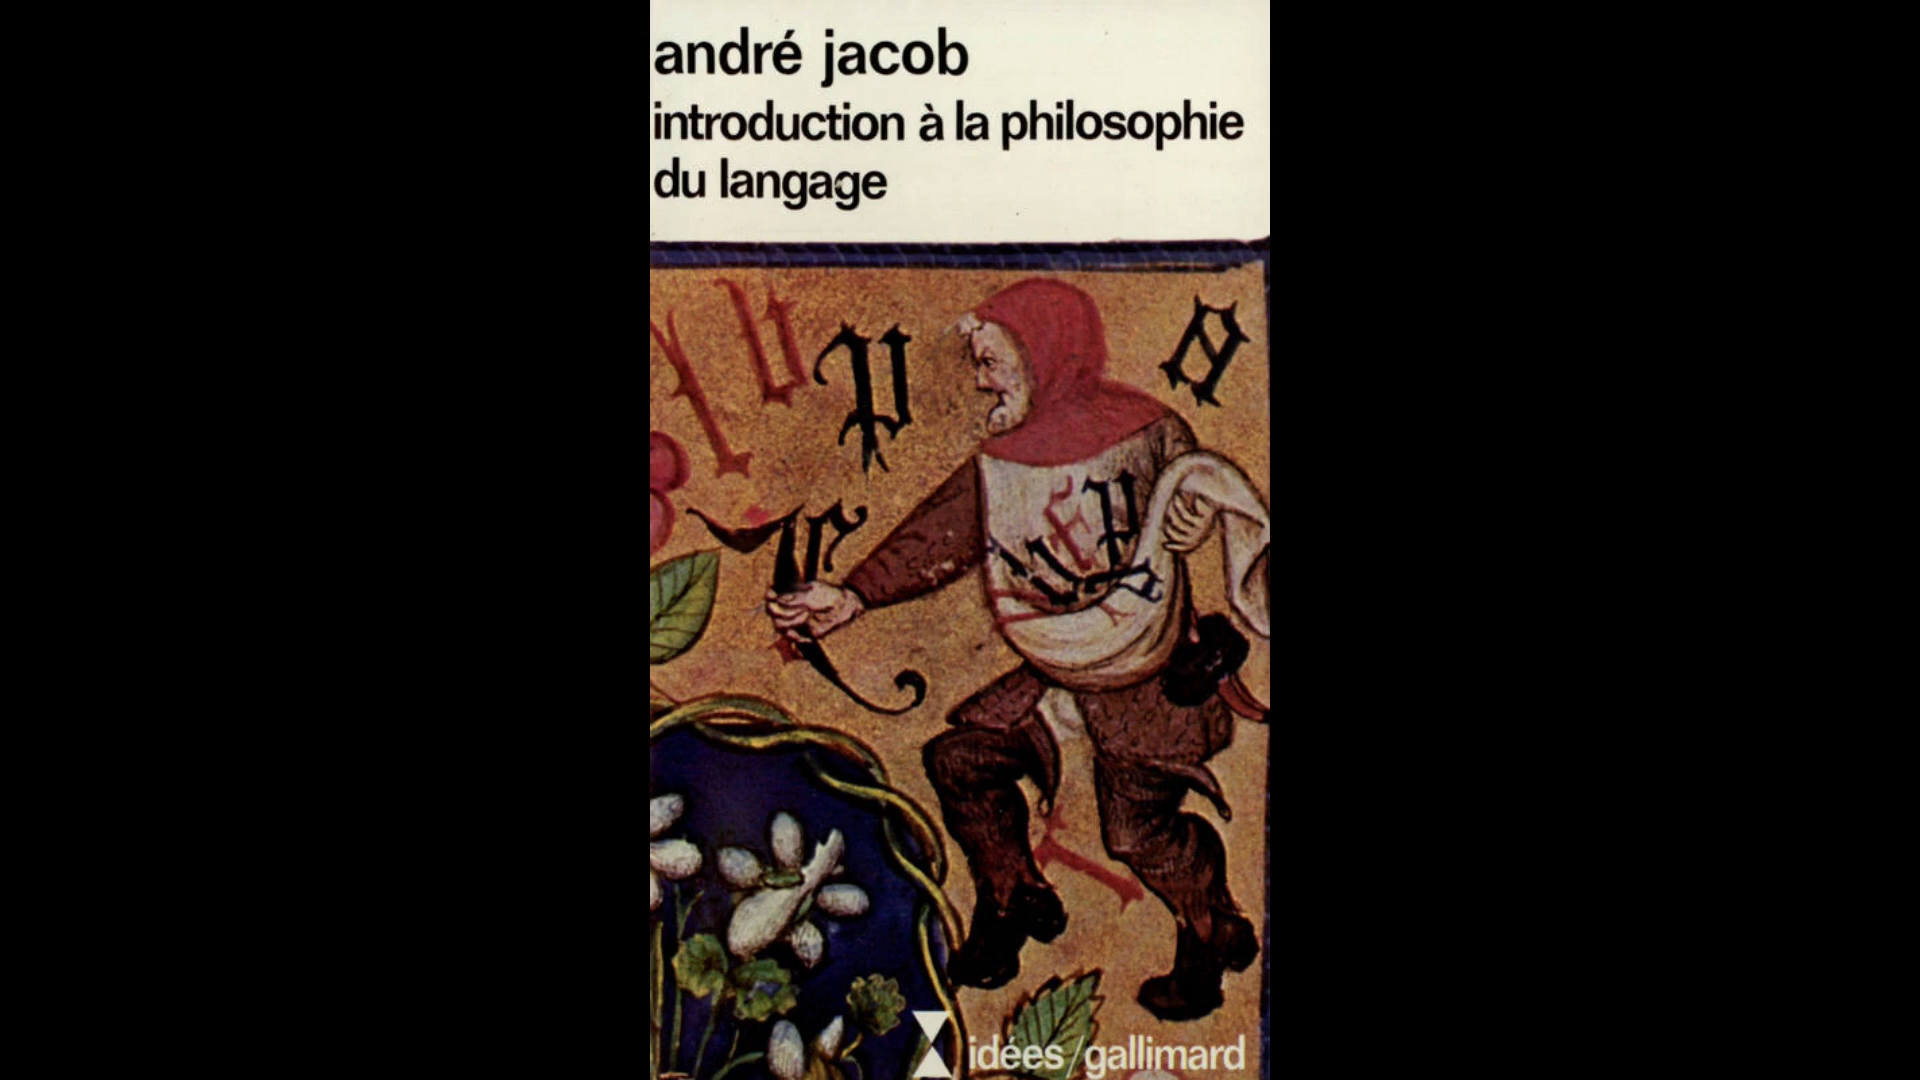 andré jacob
introduction à la philosophie
du langage
idées/gallimard